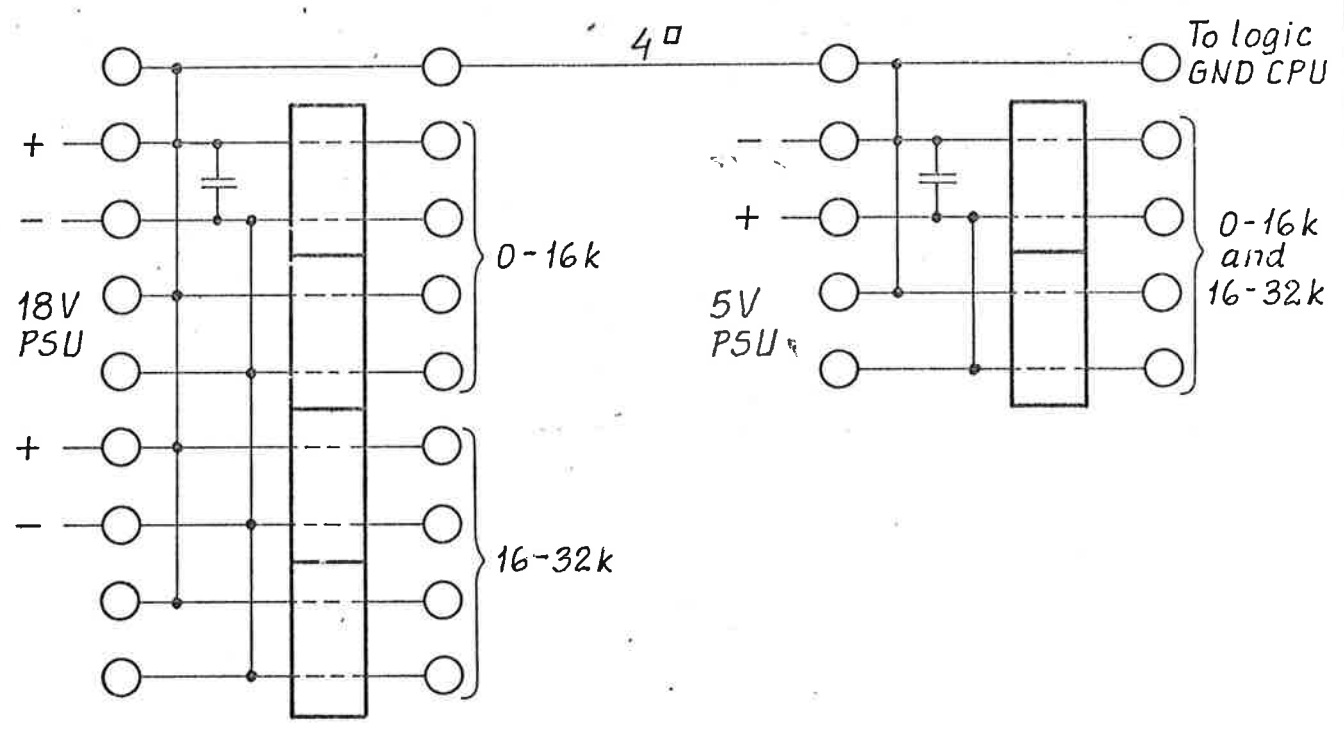 4 □
To logic
GND CPU
+
-
18V
PSU
+
-
0-16k
16-32k
-
+
5V
PSU
0-16k
and
16-32k